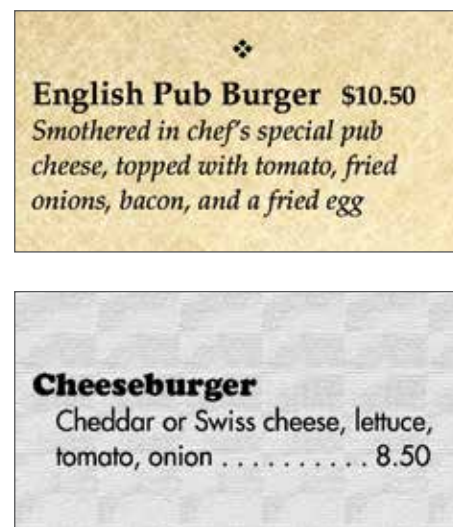 English Pub Burger $10.50
Smothered in chef's special pub
cheese, topped with tomato, fried
onions, bacon, and a fried egg
Cheeseburger
Cheddar or Swiss cheese, lettuce,
tomato, onion . . . . . . . . . . 8.50